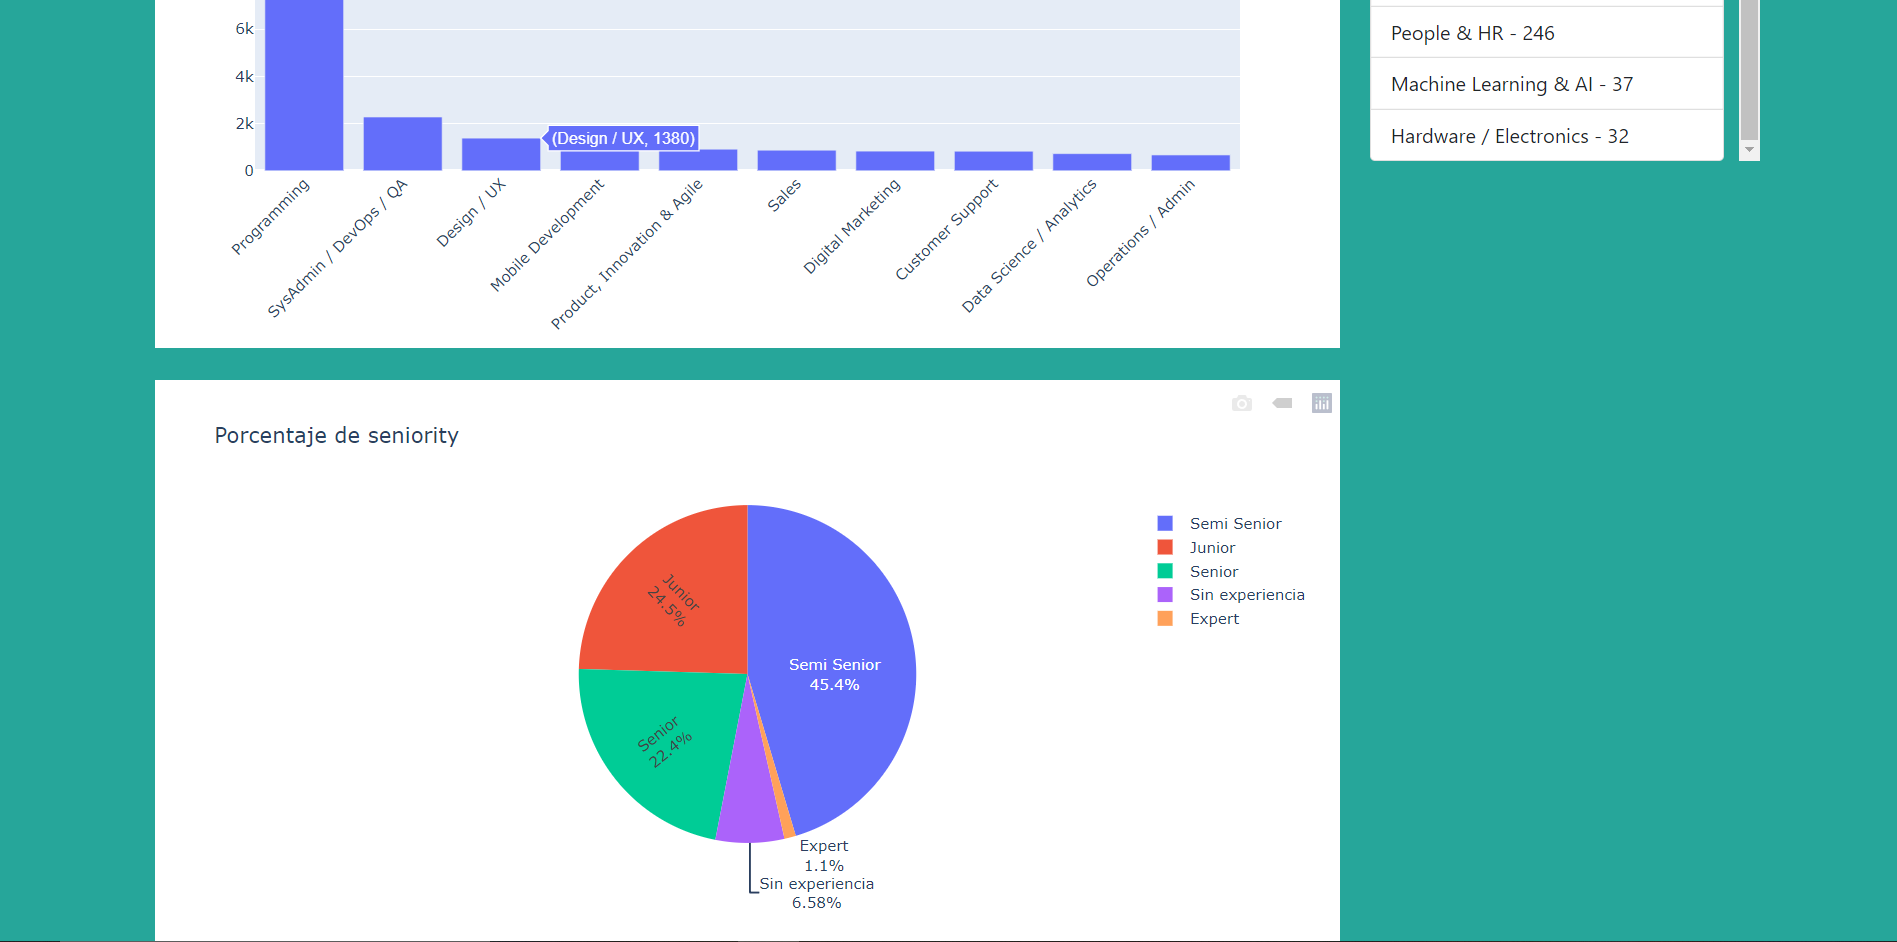 6k
4k
2k
0
(Design / UX, 1380)
Programming
SysAdmin / DevOps / QA
Design / UX
Mobile Development
Product, Innovation & Agile
Sales
Digital Marketing
Customer Support
Data Science / Analytics
Operations / Admin
People & HR - 246
Machine Learning & AI - 37
Hardware / Electronics - 32
Porcentaje de seniority
Semi Senior
Junior
Senior
Sin experiencia
Expert
Junior
24.5%
Semi Senior
45.4%
Senior
22.4%
Expert
1.1%
Sin experiencia
6.58%